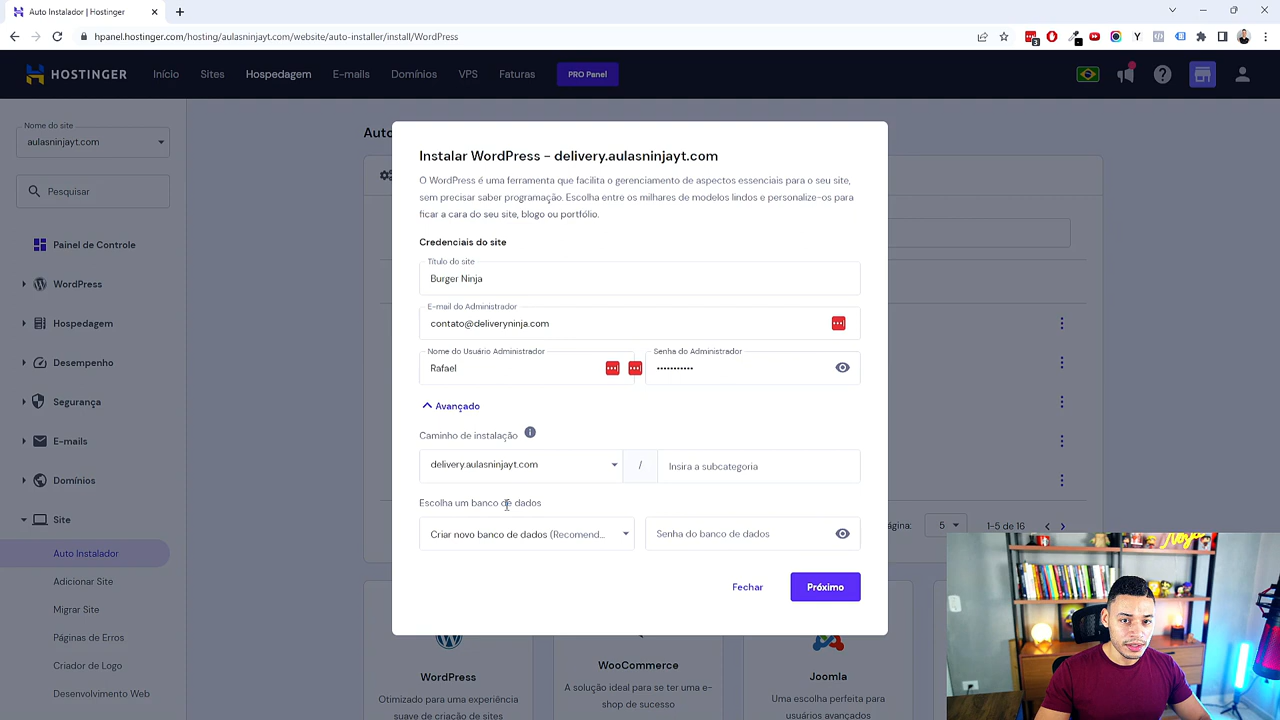 Auto Instalador | Hostinger
hpanel.hostinger.com/hosting/aulasninjayt.com/website/auto-installer/install/WordPress
3
HOSTINGER
Início
Sites
Hospedagem
E-mails
Domínios
VPS
Faturas
PRO Panel
Nome do site
aulasninjayt.com
Pesquisar
Painel de Controle
WordPress
Hospedagem
Desempenho
Segurança
E-mails
Domínios
Site
Auto Instalador
Adicionar Site
Migrar Site
Páginas de Erros
Criador de Logo
Desenvolvimento Web
Auto
Instalar WordPress - delivery.aulasninjayt.com
O WordPress é uma ferramenta que facilita o gerenciamento de aspectos essenciais para o seu site,
sem precisar saber programação. Escolha entre os milhares de modelos lindos e personalize-os para
ficar a cara do seu site, blogo ou portfólio.
Credenciais do site
Título do site
Burger Ninja
E-mail do Administrador
contato@deliveryninja.com
Nome do Usuário Administrador
Rafael
Senha do Administrador
•••••••••••
Avançado
Caminho de instalação
delivery.aulasninjayt.com
/
Insira a subcategoria
Escolha um banco de dados
Criar novo banco de dados (Recomend...
Senha do banco de dados
Fechar
Próximo
página:
5
1-5 de 16
WordPress
Otimizado para uma experiência
suave de criação de sites
WooCommerce
A solução ideal para se ter uma e-
shop de sucesso
Joomla
Uma escolha perfeita para
usuários avançados